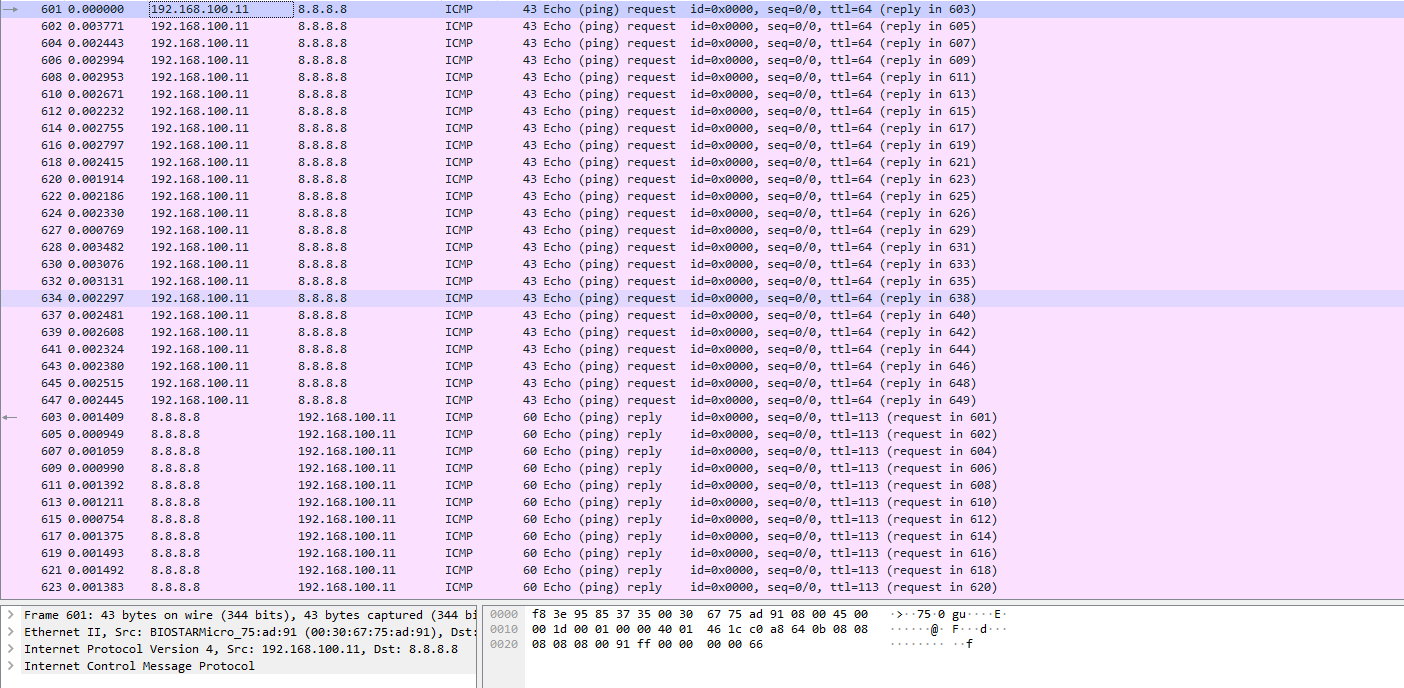 601 0.000000 192.168.100.11 8.8.8.8 ICMP 43 Echo (ping) request id=0x0000, seq=0/0, ttl=64 (reply in 603)
602 0.003771 192.168.100.11 8.8.8.8 ICMP 43 Echo (ping) request id=0x0000, seq=0/0, ttl=64 (reply in 605)
604 0.002443 192.168.100.11 8.8.8.8 ICMP 43 Echo (ping) request id=0x0000, seq=0/0, ttl=64 (reply in 607)
606 0.002994 192.168.100.11 8.8.8.8 ICMP 43 Echo (ping) request id=0x0000, seq=0/0, ttl=64 (reply in 609)
608 0.002953 192.168.100.11 8.8.8.8 ICMP 43 Echo (ping) request id=0x0000, seq=0/0, ttl=64 (reply in 611)
610 0.002671 192.168.100.11 8.8.8.8 ICMP 43 Echo (ping) request id=0x0000, seq=0/0, ttl=64 (reply in 613)
612 0.002232 192.168.100.11 8.8.8.8 ICMP 43 Echo (ping) request id=0x0000, seq=0/0, ttl=64 (reply in 615)
614 0.002755 192.168.100.11 8.8.8.8 ICMP 43 Echo (ping) request id=0x0000, seq=0/0, ttl=64 (reply in 617)
616 0.002797 192.168.100.11 8.8.8.8 ICMP 43 Echo (ping) request id=0x0000, seq=0/0, ttl=64 (reply in 619)
618 0.002415 192.168.100.11 8.8.8.8 ICMP 43 Echo (ping) request id=0x0000, seq=0/0, ttl=64 (reply in 621)
620 0.001914 192.168.100.11 8.8.8.8 ICMP 43 Echo (ping) request id=0x0000, seq=0/0, ttl=64 (reply in 623)
622 0.002186 192.168.100.11 8.8.8.8 ICMP 43 Echo (ping) request id=0x0000, seq=0/0, ttl=64 (reply in 625)
624 0.002330 192.168.100.11 8.8.8.8 ICMP 43 Echo (ping) request id=0x0000, seq=0/0, ttl=64 (reply in 626)
627 0.000769 192.168.100.11 8.8.8.8 ICMP 43 Echo (ping) request id=0x0000, seq=0/0, ttl=64 (reply in 629)
628 0.003482 192.168.100.11 8.8.8.8 ICMP 43 Echo (ping) request id=0x0000, seq=0/0, ttl=64 (reply in 631)
630 0.003076 192.168.100.11 8.8.8.8 ICMP 43 Echo (ping) request id=0x0000, seq=0/0, ttl=64 (reply in 633)
632 0.003131 192.168.100.11 8.8.8.8 ICMP 43 Echo (ping) request id=0x0000, seq=0/0, ttl=64 (reply in 635)
634 0.002297 192.168.100.11 8.8.8.8 ICMP 43 Echo (ping) request id=0x0000, seq=0/0, ttl=64 (reply in 638)
637 0.002481 192.168.100.11 8.8.8.8 ICMP 43 Echo (ping) request id=0x0000, seq=0/0, ttl=64 (reply in 640)
639 0.002608 192.168.100.11 8.8.8.8 ICMP 43 Echo (ping) request id=0x0000, seq=0/0, ttl=64 (reply in 642)
641 0.002324 192.168.100.11 8.8.8.8 ICMP 43 Echo (ping) request id=0x0000, seq=0/0, ttl=64 (reply in 644)
643 0.002380 192.168.100.11 8.8.8.8 ICMP 43 Echo (ping) request id=0x0000, seq=0/0, ttl=64 (reply in 646)
645 0.002515 192.168.100.11 8.8.8.8 ICMP 43 Echo (ping) request id=0x0000, seq=0/0, ttl=64 (reply in 648)
647 0.002445 192.168.100.11 8.8.8.8 ICMP 43 Echo (ping) request id=0x0000, seq=0/0, ttl=64 (reply in 649)
603 0.001409 8.8.8.8 192.168.100.11 ICMP 60 Echo (ping) reply id=0x0000, seq=0/0, ttl=113 (request in 601)
605 0.000949 8.8.8.8 192.168.100.11 ICMP 60 Echo (ping) reply id=0x0000, seq=0/0, ttl=113 (request in 602)
607 0.001059 8.8.8.8 192.168.100.11 ICMP 60 Echo (ping) reply id=0x0000, seq=0/0, ttl=113 (request in 604)
609 0.000990 8.8.8.8 192.168.100.11 ICMP 60 Echo (ping) reply id=0x0000, seq=0/0, ttl=113 (request in 606)
611 0.001392 8.8.8.8 192.168.100.11 ICMP 60 Echo (ping) reply id=0x0000, seq=0/0, ttl=113 (request in 608)
613 0.001211 8.8.8.8 192.168.100.11 ICMP 60 Echo (ping) reply id=0x0000, seq=0/0, ttl=113 (request in 610)
615 0.000754 8.8.8.8 192.168.100.11 ICMP 60 Echo (ping) reply id=0x0000, seq=0/0, ttl=113 (request in 612)
617 0.001375 8.8.8.8 192.168.100.11 ICMP 60 Echo (ping) reply id=0x0000, seq=0/0, ttl=113 (request in 614)
619 0.001493 8.8.8.8 192.168.100.11 ICMP 60 Echo (ping) reply id=0x0000, seq=0/0, ttl=113 (request in 616)
621 0.001492 8.8.8.8 192.168.100.11 ICMP 60 Echo (ping) reply id=0x0000, seq=0/0, ttl=113 (request in 618)
623 0.001383 8.8.8.8 192.168.100.11 ICMP 60 Echo (ping) reply id=0x0000, seq=0/0, ttl=113 (request in 620)
Frame 601: 43 bytes on wire (344 bits), 43 bytes captured (344 bi
Ethernet II, Src: BIOSTARMicro_75:ad:91 (00:30:67:75:ad:91), Dst:
Internet Protocol Version 4, Src: 192.168.100.11, Dst: 8.8.8.8
Internet Control Message Protocol
0000 f8 3e 95 85 37 35 00 30 67 75 ad 91 08 00 45 00 ·>··75·0 gu····E·
0010 00 1d 00 01 00 00 40 01 46 1c c0 a8 64 0b 08 08 ······@· F···d···
0020 08 08 08 00 91 ff 00 00 00 00 66 ········ ··f